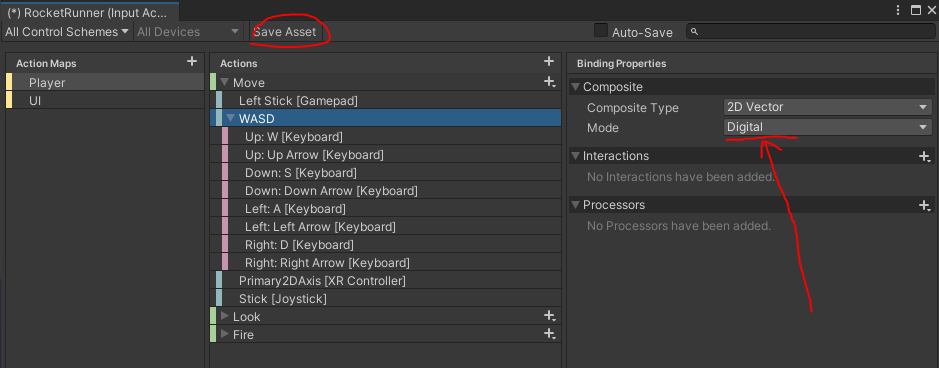 (*) RocketRunner (Input Ac...
All Control Schemes All Devices Save Asset Auto-Save
Action Maps
Player
UI
Actions
Move
Left Stick [Gamepad]
WASD
Up: W [Keyboard]
Up: Up Arrow [Keyboard]
Down: S [Keyboard]
Down: Down Arrow [Keyboard]
Left: A [Keyboard]
Left: Left Arrow [Keyboard]
Right: D [Keyboard]
Right: Right Arrow [Keyboard]
Primary2DAxis [XR Controller]
Stick [Joystick]
Look
Fire
Binding Properties
Composite
Composite Type 2D Vector
Mode Digital
Interactions
No Interactions have been added.
Processors
No Processors have been added.